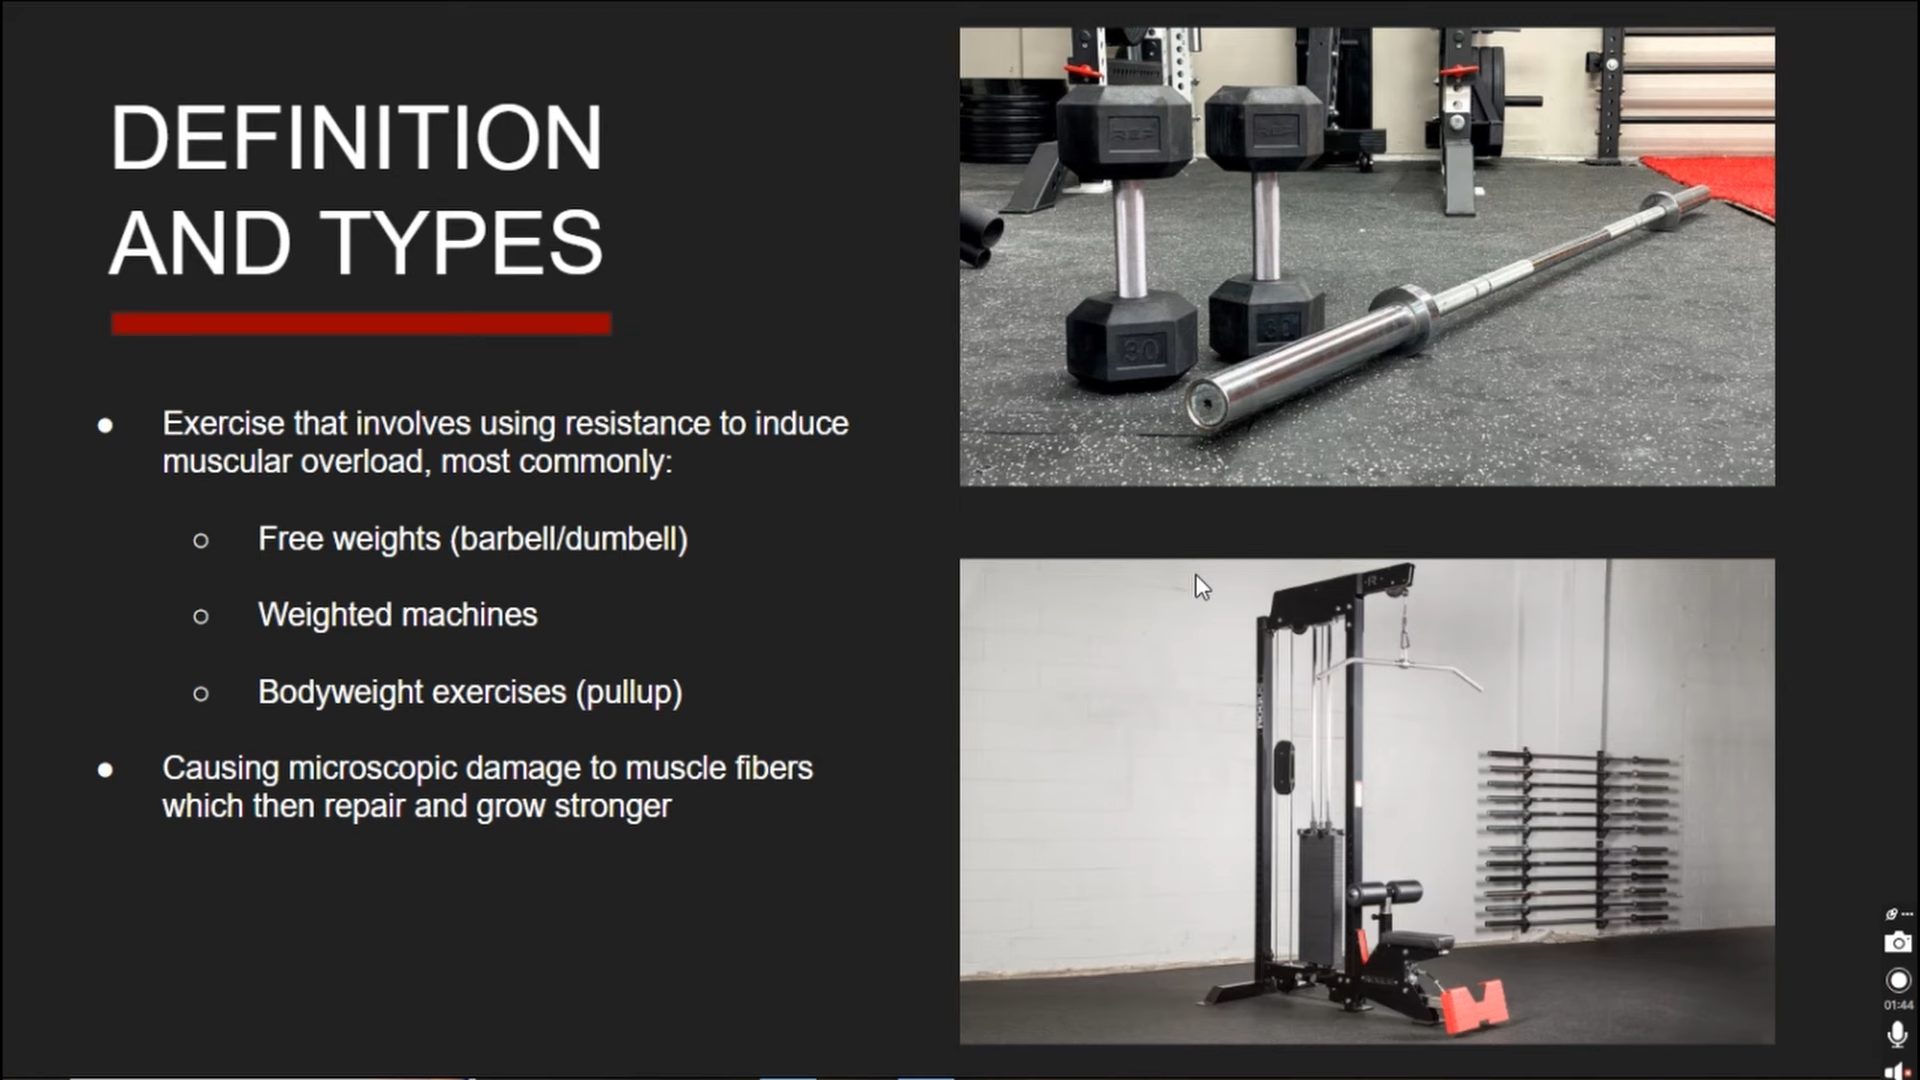 DEFINITION
AND TYPES
● Exercise that involves using resistance to induce
muscular overload, most commonly:
○ Free weights (barbell/dumbell)
○ Weighted machines
○ Bodyweight exercises (pullup)
● Causing microscopic damage to muscle fibers
which then repair and grow stronger
REP
REP
30
30
01:44